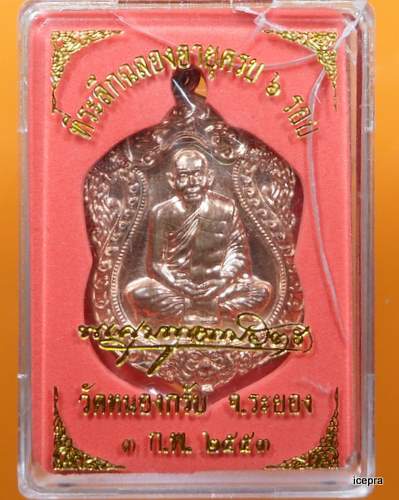 ที่ระลึกฉลองอายุครบ ๖ รอบ
วัดหนองกรับ จ.ระยอง
๓ ก.พ. ๒๕๕๓
icepra